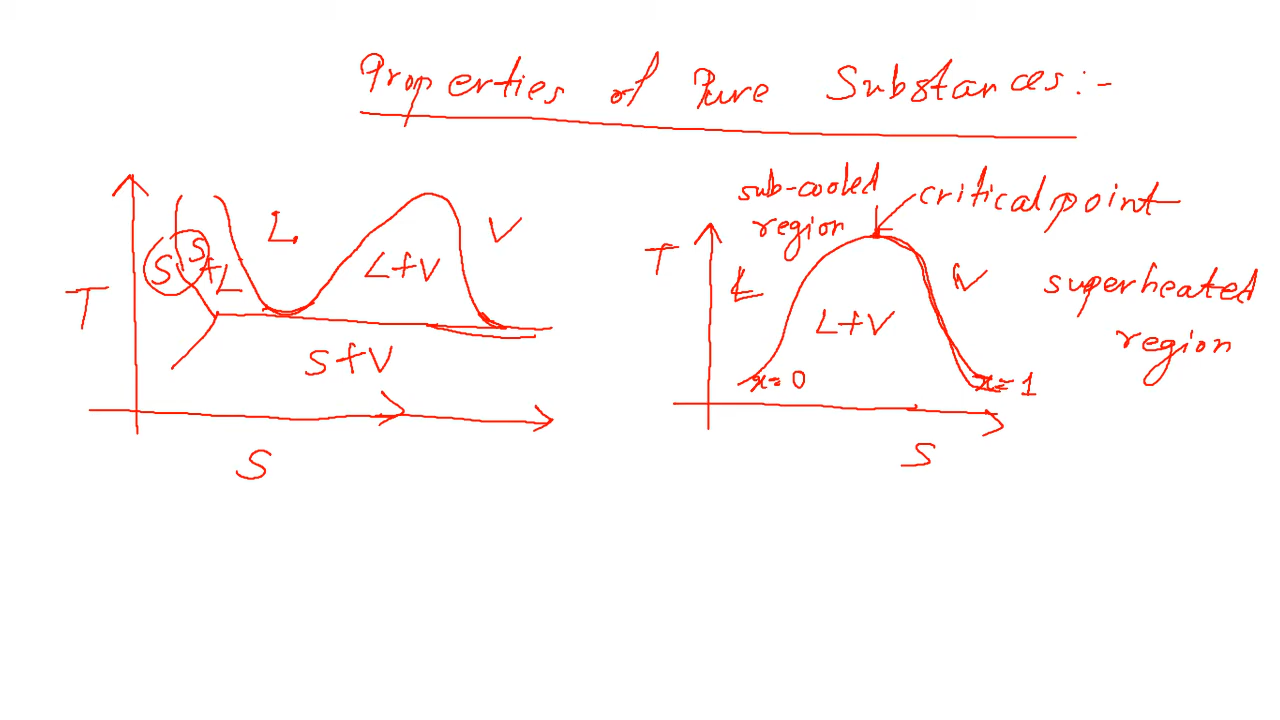 Properties of Pure Substances:-
T
S
S+L
L
L+V
V
S+V
S
sub-cooled
region
critical point
T
L
L+V
V
superheated
region
x=0
x=1
S